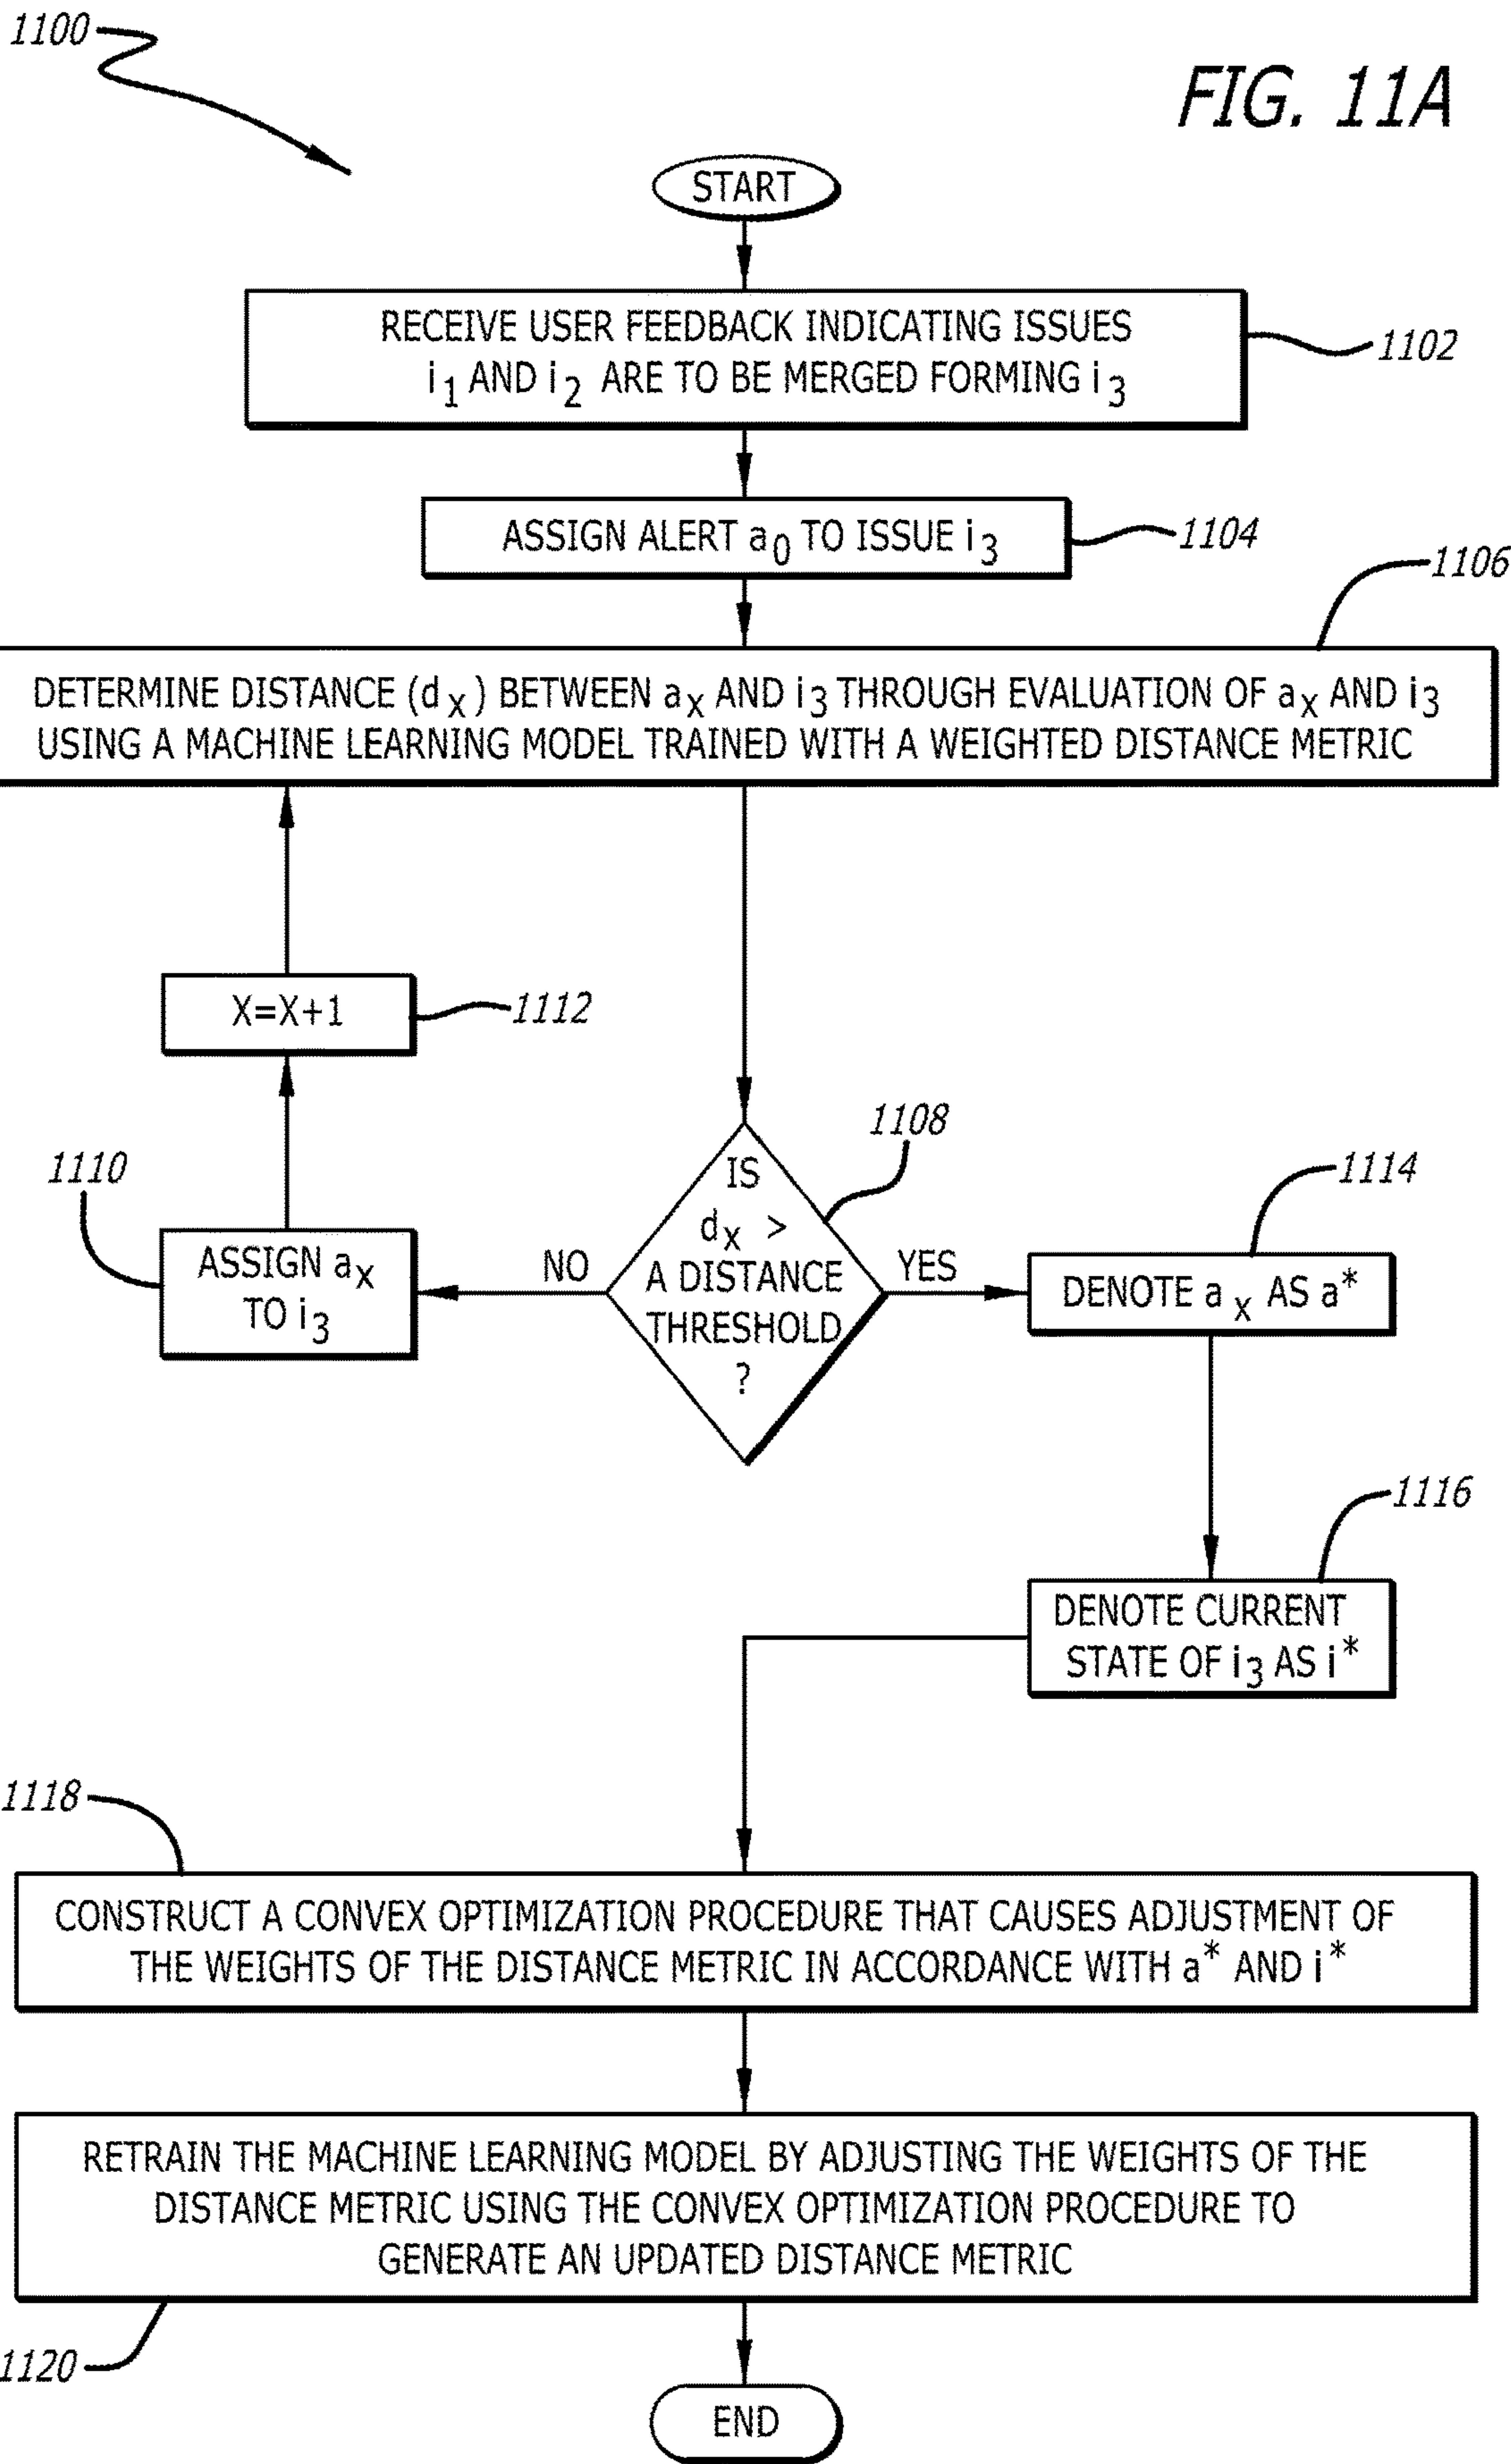 1100
FIG. 11A
START
RECEIVE USER FEEDBACK INDICATING ISSUES
i1 AND i2 ARE TO BE MERGED FORMING i3
1102
ASSIGN ALERT a0 TO ISSUE i3
1104
1106
DETERMINE DISTANCE (dx) BETWEEN ax AND i3 THROUGH EVALUATION OF ax AND i3
USING A MACHINE LEARNING MODEL TRAINED WITH A WEIGHTED DISTANCE METRIC
X=X+1
1112
1108
1110
ASSIGN ax
TO i3
NO
IS
dx >
A DISTANCE
THRESHOLD
?
YES
1114
DENOTE ax AS a*
1116
DENOTE CURRENT
STATE OF i3 AS i*
1118
CONSTRUCT A CONVEX OPTIMIZATION PROCEDURE THAT CAUSES ADJUSTMENT OF
THE WEIGHTS OF THE DISTANCE METRIC IN ACCORDANCE WITH a* AND i*
RETRAIN THE MACHINE LEARNING MODEL BY ADJUSTING THE WEIGHTS OF THE
DISTANCE METRIC USING THE CONVEX OPTIMIZATION PROCEDURE TO
GENERATE AN UPDATED DISTANCE METRIC
1120
END